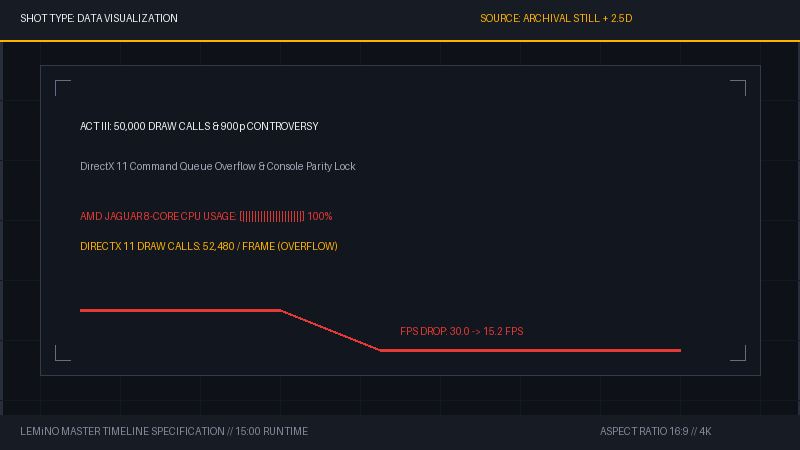 SHOT TYPE: DATA VISUALIZATION
SOURCE: ARCHIVAL STILL + 2.5D
ACT III: 50,000 DRAW CALLS & 900p CONTROVERSY
DirectX 11 Command Queue Overflow & Console Parity Lock
AMD JAGUAR 8-CORE CPU USAGE: [||||||||||||||||||||] 100%
DIRECTX 11 DRAW CALLS: 52,480 / FRAME (OVERFLOW)
FPS DROP: 30.0 -> 15.2 FPS
LEMiNO MASTER TIMELINE SPECIFICATION // 15:00 RUNTIME
ASPECT RATIO 16:9 // 4K